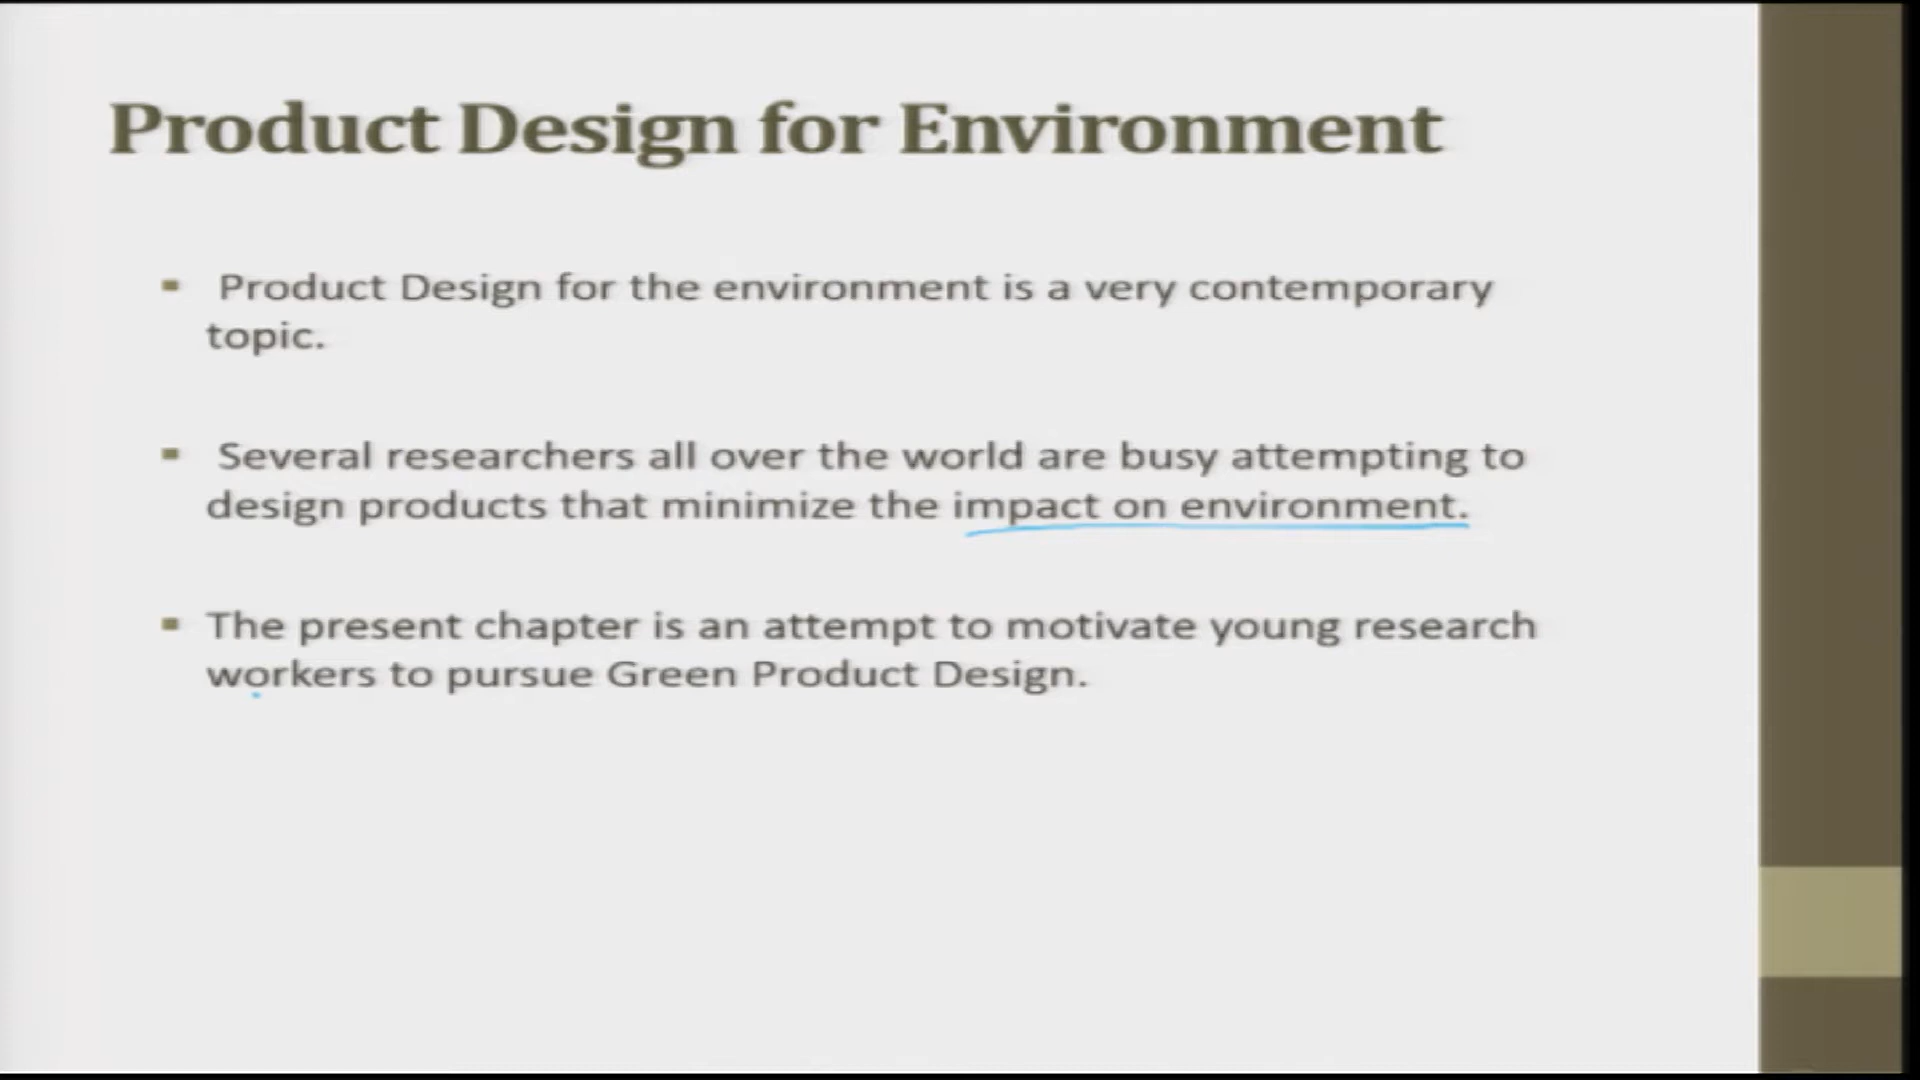 Product Design for Environment
Product Design for the environment is a very contemporary
topic.
Several researchers all over the world are busy attempting to
design products that minimize the impact on environment.
The present chapter is an attempt to motivate young research
workers to pursue Green Product Design.